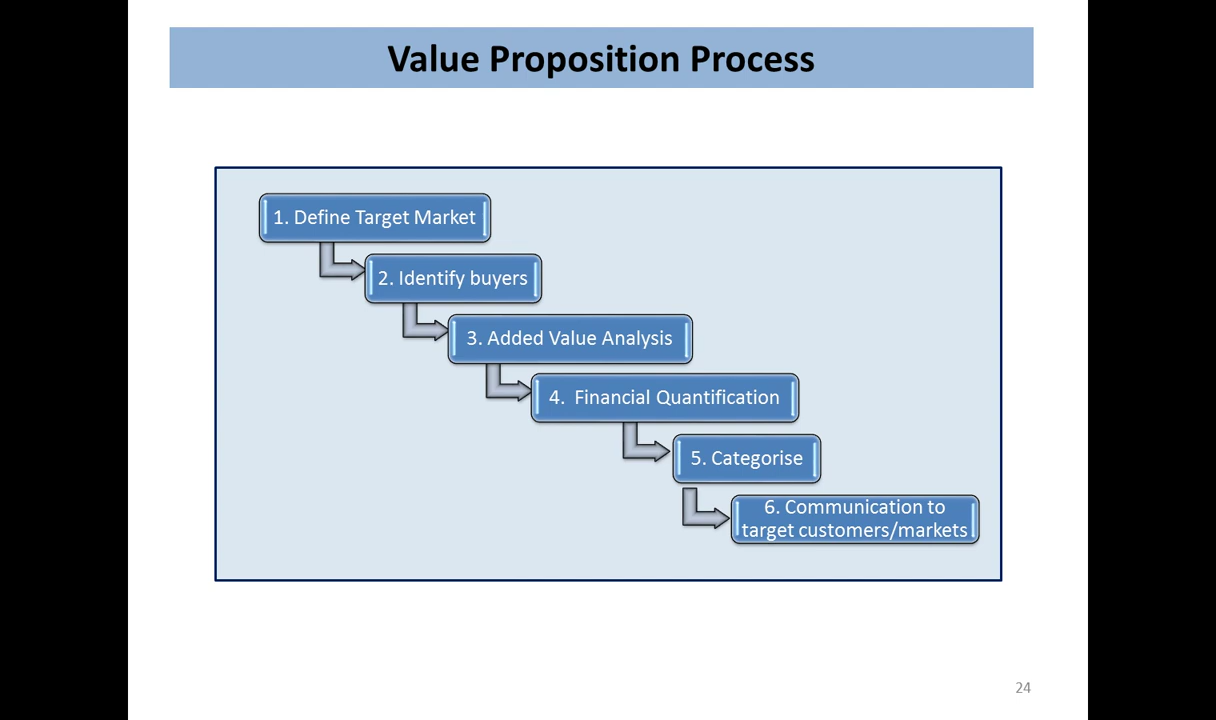 Value Proposition Process
1. Define Target Market
2. Identify buyers
3. Added Value Analysis
4. Financial Quantification
5. Categorise
6. Communication to
target customers/markets
24